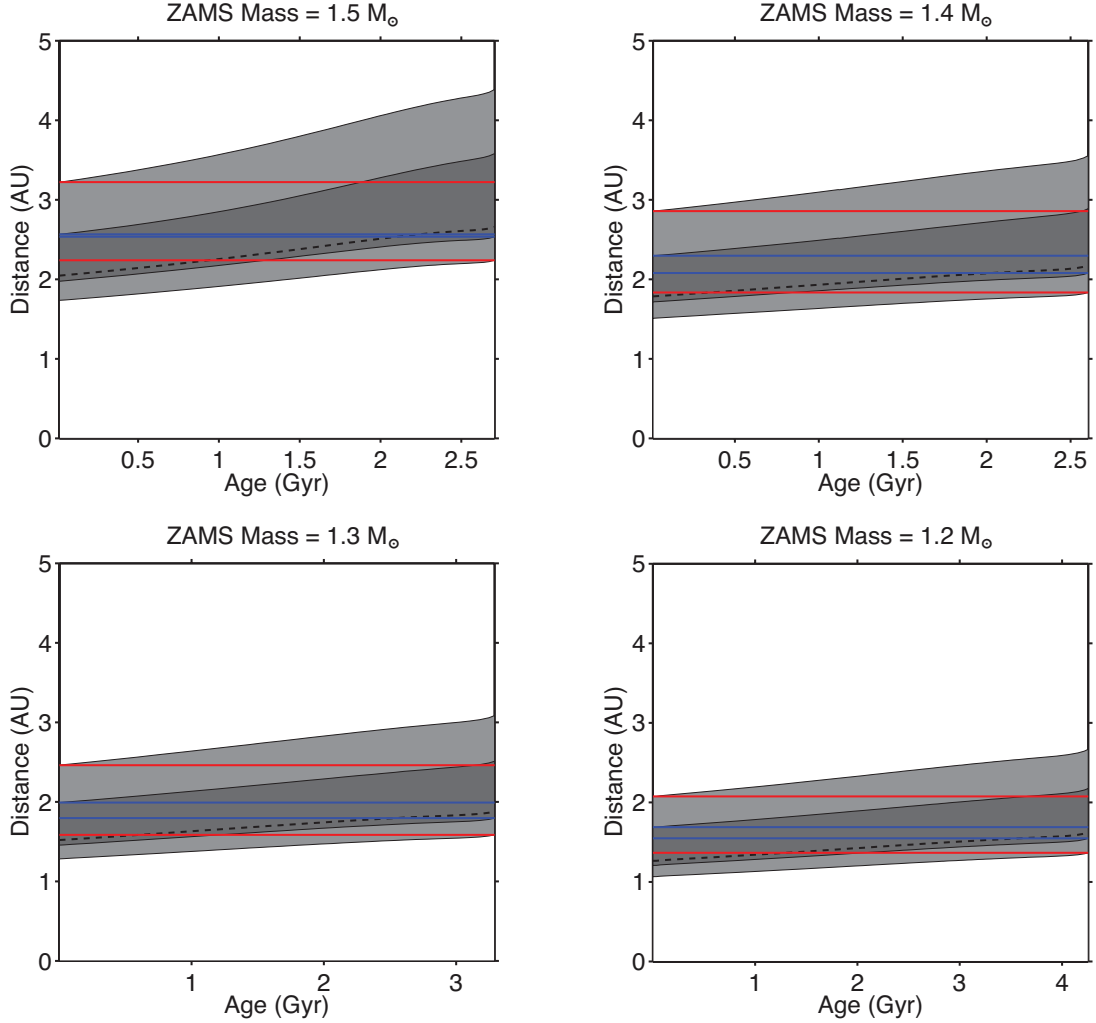 ZAMS Mass = 1.5 M⊙
5
4
3
2
1
0
Distance (AU)
0.5 1 1.5 2 2.5
Age (Gyr)
ZAMS Mass = 1.4 M⊙
5
4
3
2
1
0
Distance (AU)
0.5 1 1.5 2 2.5
Age (Gyr)
ZAMS Mass = 1.3 M⊙
5
4
3
2
1
0
Distance (AU)
1 2 3
Age (Gyr)
ZAMS Mass = 1.2 M⊙
5
4
3
2
1
0
Distance (AU)
1 2 3 4
Age (Gyr)